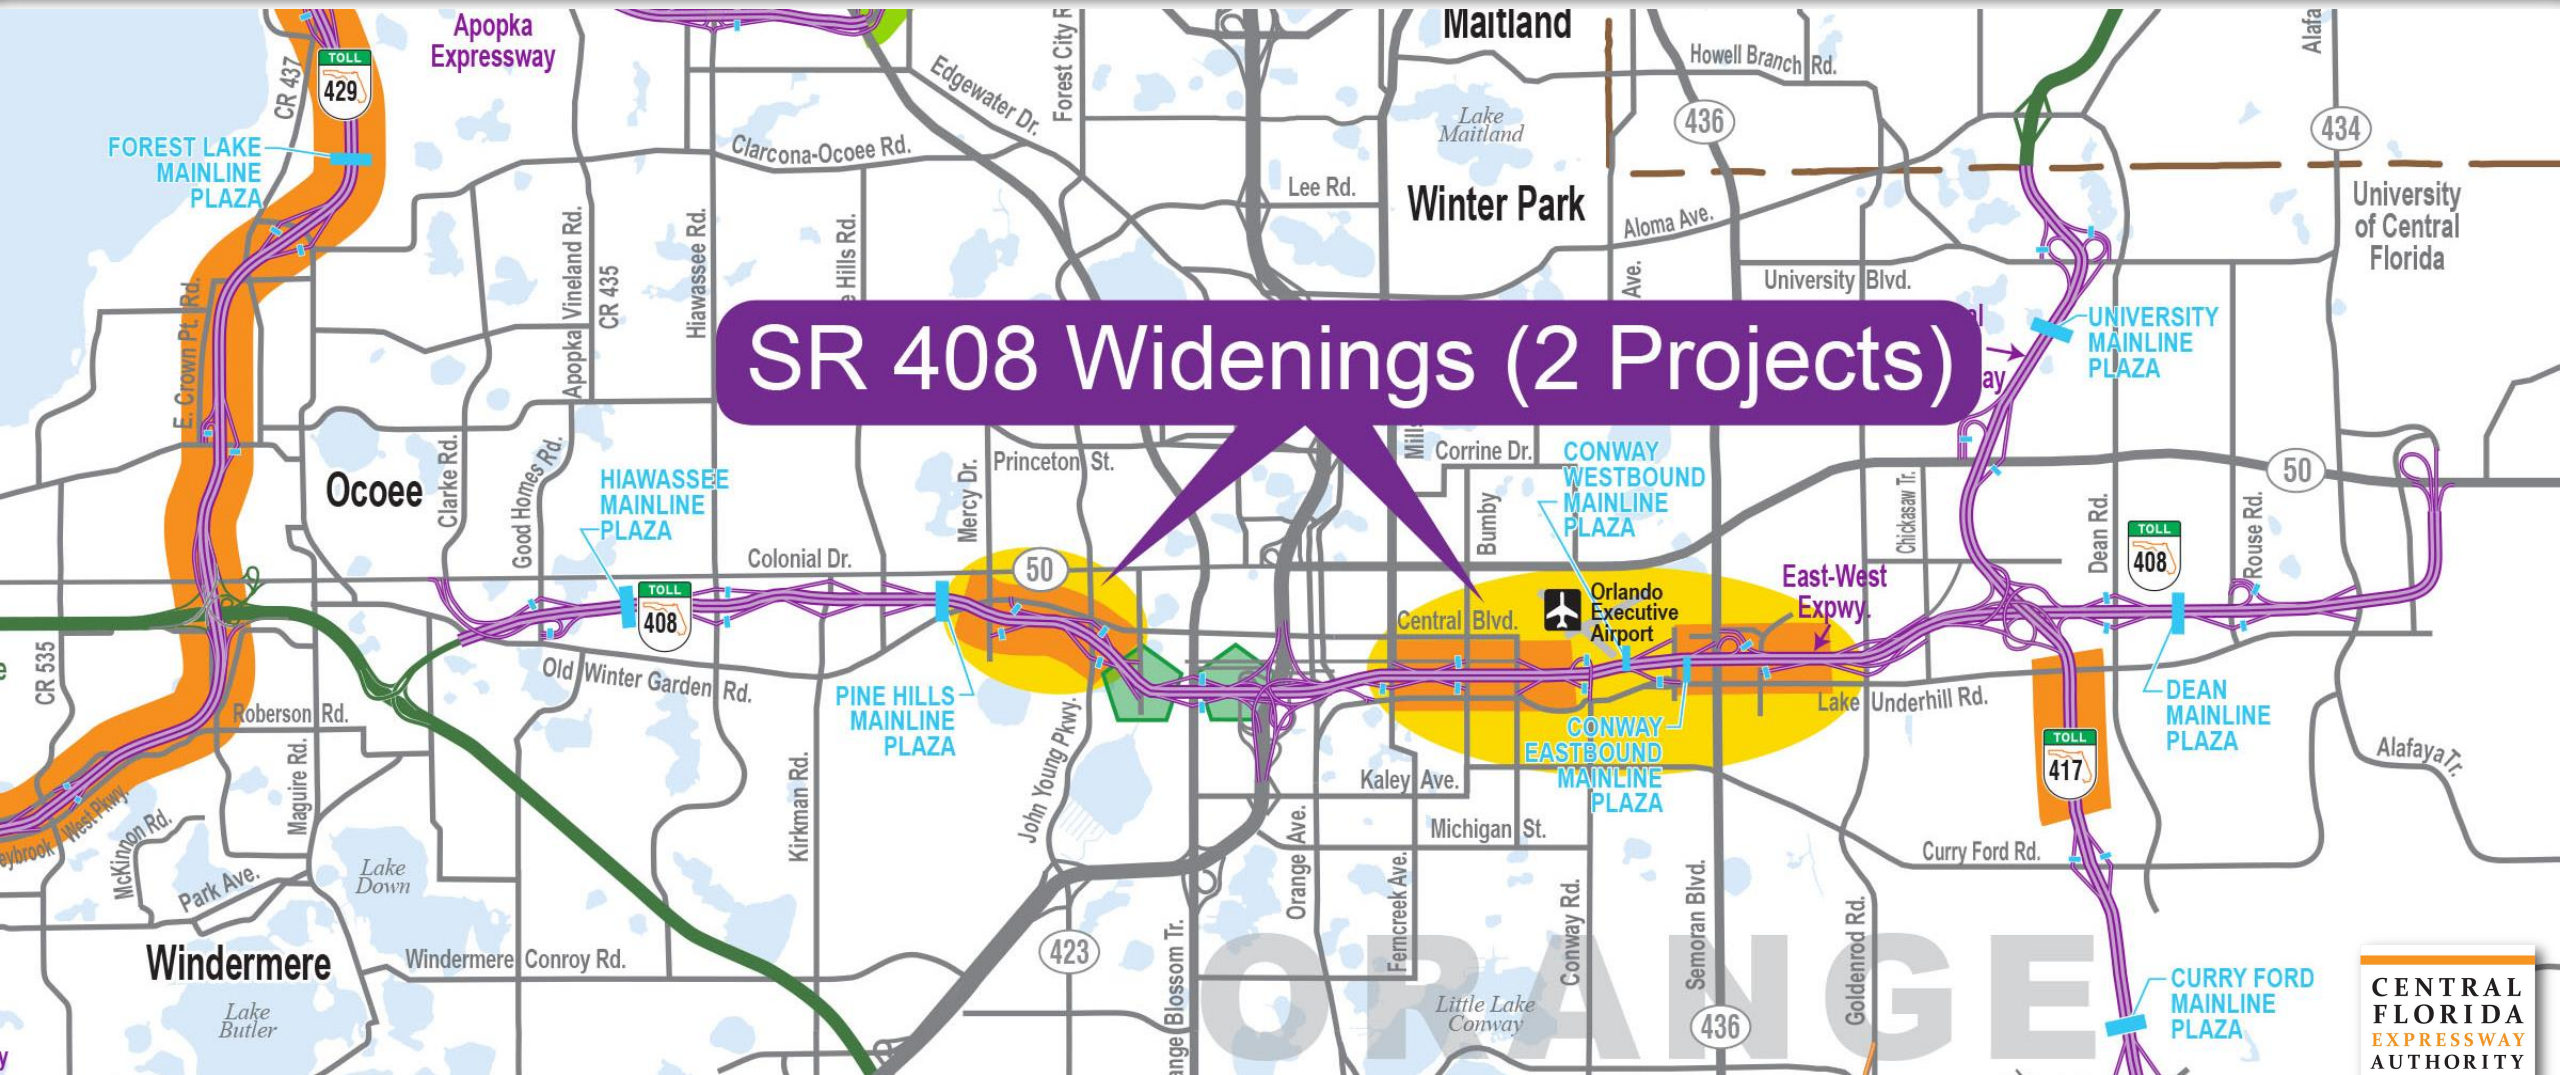 Apopka
Expressway
Maitland
Howell Branch Rd.
CR 437
TOLL
429
Edgewater Dr.
Forest City
436
434
Lake
Maitland
FOREST LAKE
MAINLINE
PLAZA
Clarcona-Ocoee Rd.
Lee Rd.
Winter Park
University
of Central
Florida
Aloma Ave.
Apopka Vineland Rd.
CR 435
Hiawassee Rd.
Hills Rd.
Ave.
University Blvd.
E. Crown Pt. Rd.
SR 408 Widenings (2 Projects)
UNIVERSITY
MAINLINE
PLAZA
Ocoee
Clarke Rd.
Good Homes Rd.
HIAWASSEE
MAINLINE
PLAZA
Mercy Dr.
Princeton St.
Corrine Dr.
CONWAY
WESTBOUND
MAINLINE
PLAZA
Bumby
Chickasaw Tr.
Dean Rd.
Rouse Rd.
50
Colonial Dr.
50
TOLL
408
TOLL
408
Central Blvd.
Orlando
Executive
Airport
East-West
Expwy.
CR 535
Old Winter Garden Rd.
PINE HILLS
MAINLINE
PLAZA
Lake Underhill Rd.
DEAN
MAINLINE
PLAZA
Roberson Rd.
CONWAY
EASTBOUND
MAINLINE
PLAZA
TOLL
417
Alafaya Tr.
Maguire Rd.
Kirkman Rd.
John Young Pkwy.
Kaley Ave.
Michigan St.
Orange Ave.
Ferncreek Ave.
Curry Ford Rd.
West Pkwy.
McKinnon Rd.
Park Ave.
Lake
Down
Conway Rd.
Semoran Blvd.
Goldenrod Rd.
Windermere
Windermere Conroy Rd.
423
Blossom Tr.
ORANGE
Lake
Butler
Little Lake
Conway
436
CURRY FORD
MAINLINE
PLAZA
CENTRAL
FLORIDA
EXPRESSWAY
AUTHORITY